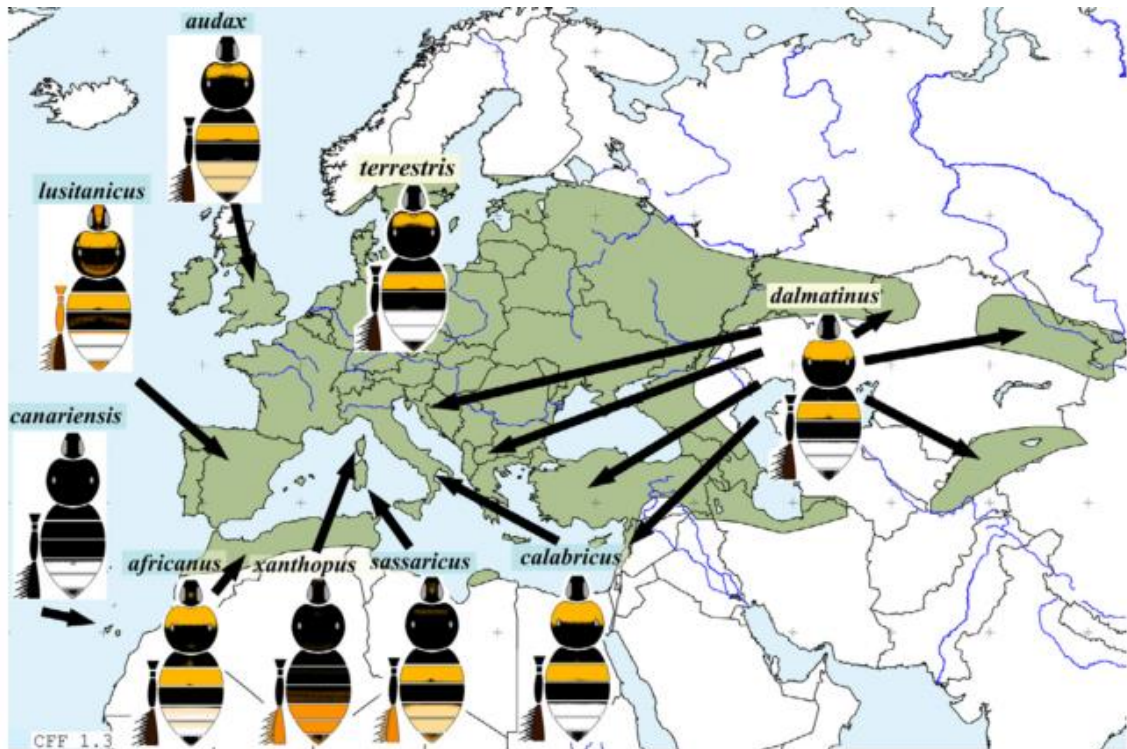 audax
terrestris
lusitanicus
dalmatinus
canariensis
africanus
xanthopus
sassaricus
calabricus
CFF 1.3